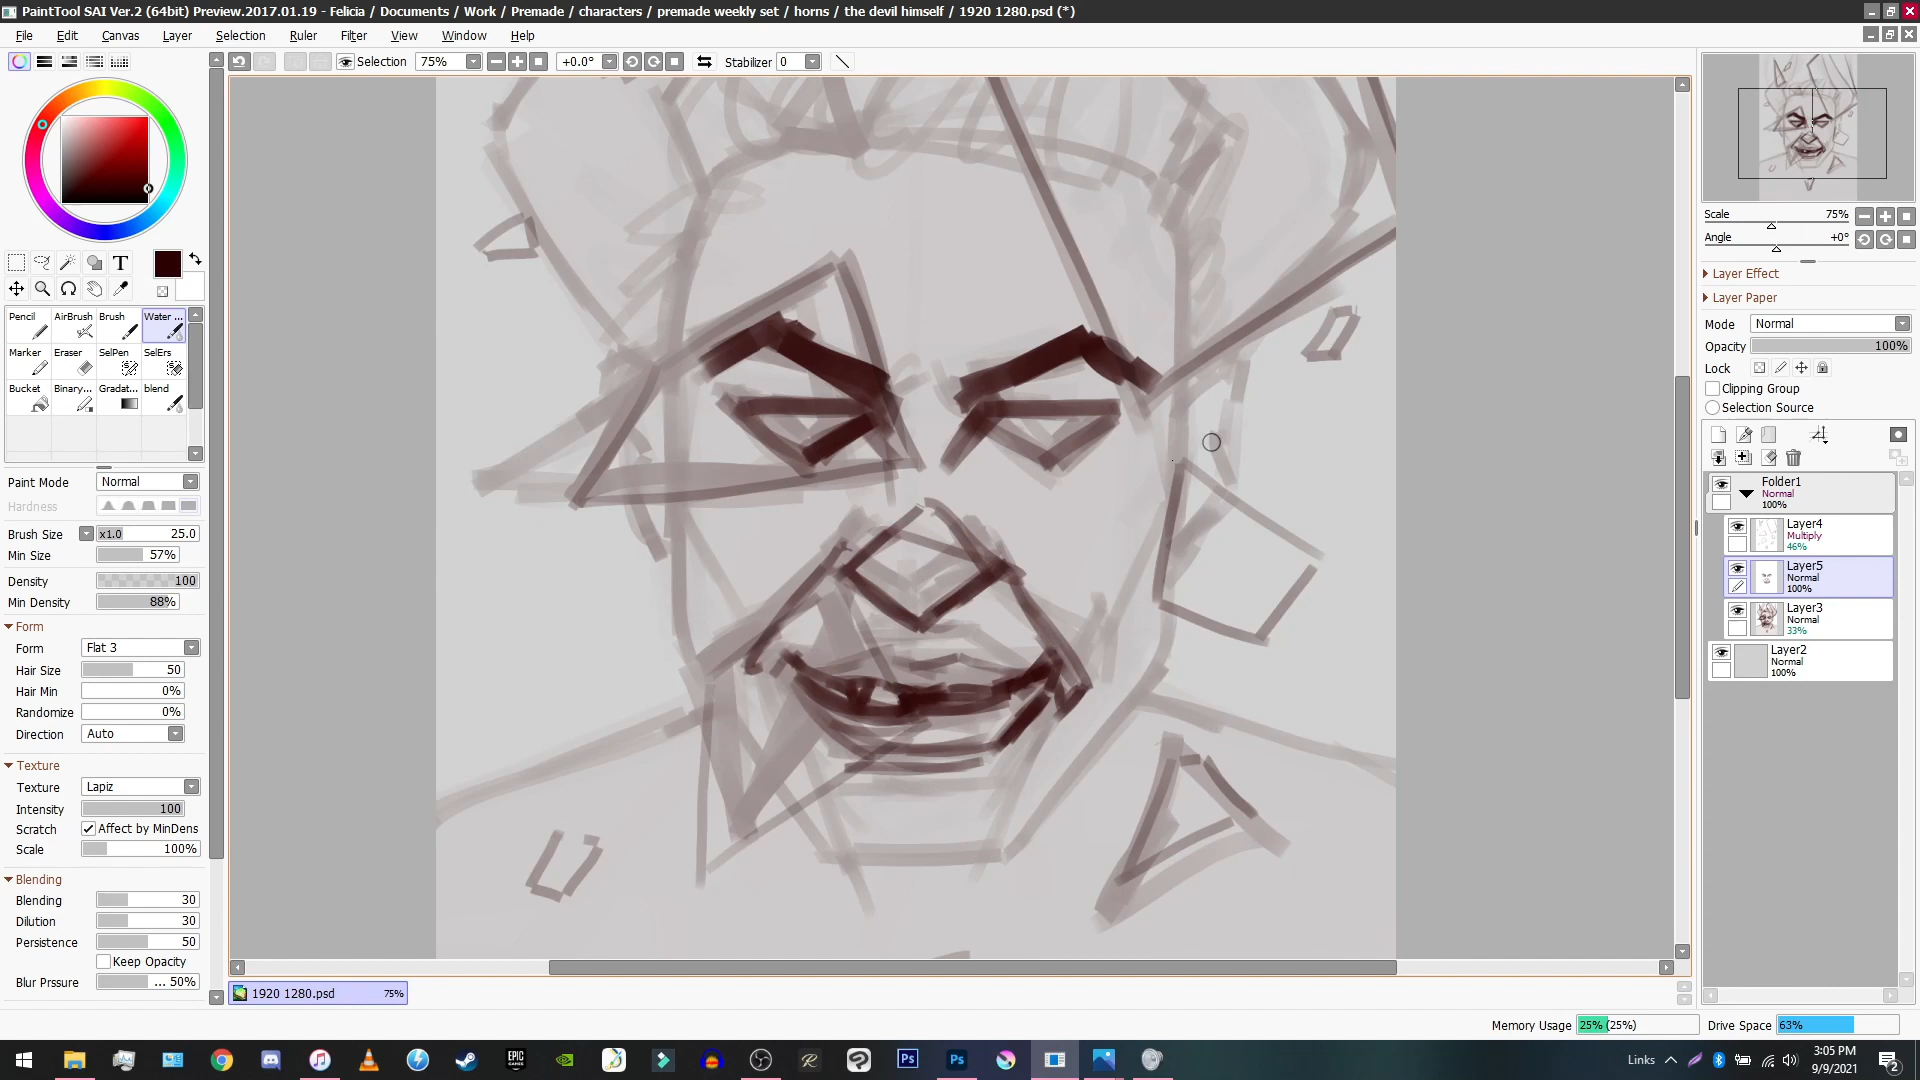 PaintTool SAI Ver.2 (64bit) Preview.2017.01.19 - Felicia / Documents / Work / Premade / characters / premade weekly set / horns / the devil himself / 1920 1280.psd (*)
File Edit Canvas Layer Selection Ruler Filter View Window Help
Selection 75% +0.0° Stabilizer 0
T
Pencil AirBrush Brush Water ...
Marker Eraser SelPen SelErs
Bucket Binary... Gradat... blend
Paint Mode Normal
Hardness
Brush Size x1.0 25.0
Min Size 57%
Density 100
Min Density 88%
Form
Form Flat 3
Hair Size 50
Hair Min 0%
Randomize 0%
Direction Auto
Texture
Texture Lapiz
Intensity 100
Scratch Affect by MinDens
Scale 100%
Blending
Blending 30
Dilution 30
Persistence 50
Keep Opacity
Blur Prssure ... 50%
1920 1280.psd 75%
Scale 75%
Angle +0°
Layer Effect
Layer Paper
Mode Normal
Opacity 100%
Lock
Clipping Group
Selection Source
Folder1
Normal
100%
Layer4
Multiply
46%
Layer5
Normal
100%
Layer3
Normal
33%
Layer2
Normal
100%
Memory Usage 25% (25%) Drive Space 63%
EPIC GAMES
Ps
Ps
Links
3:05 PM
9/9/2021
2